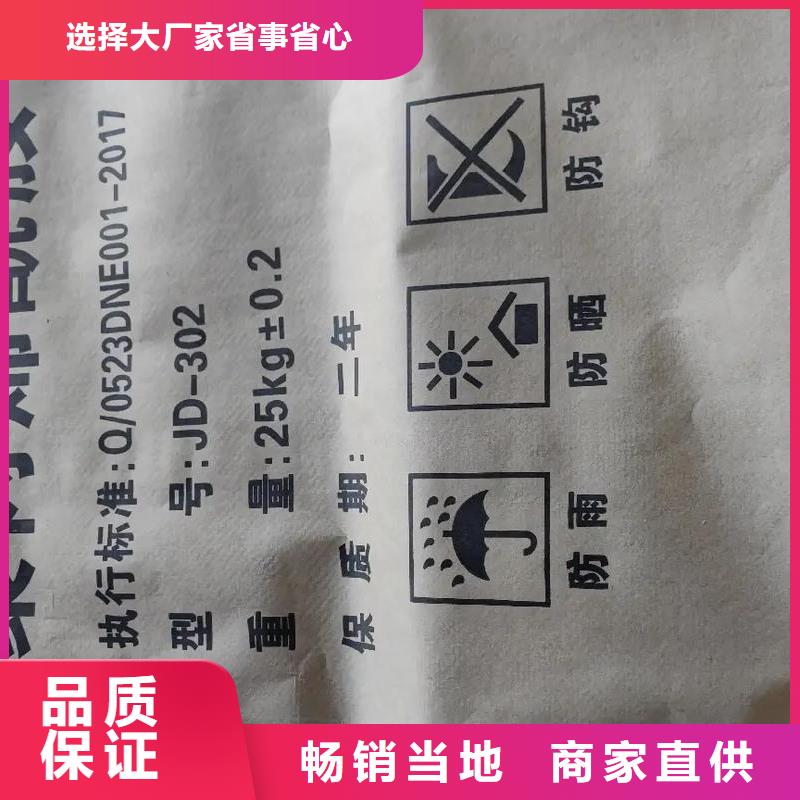 选择大厂家省事省心
执行标准:Q/0523DNE001-2017
型号:JD-302
重量:25kg±0.2
保质期:二年
防雨
防晒
防钩
品质
保证
畅销当地 商家直供